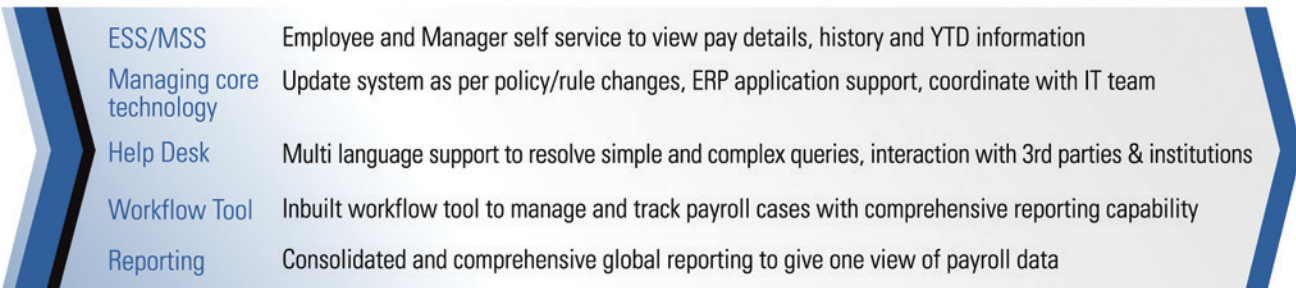 ESS/MSS Employee and Manager self service to view pay details, history and YTD information
Managing core technology Update system as per policy/rule changes, ERP application support, coordinate with IT team
Help Desk Multi language support to resolve simple and complex queries, interaction with 3rd parties & institutions
Workflow Tool Inbuilt workflow tool to manage and track payroll cases with comprehensive reporting capability
Reporting Consolidated and comprehensive global reporting to give one view of payroll data